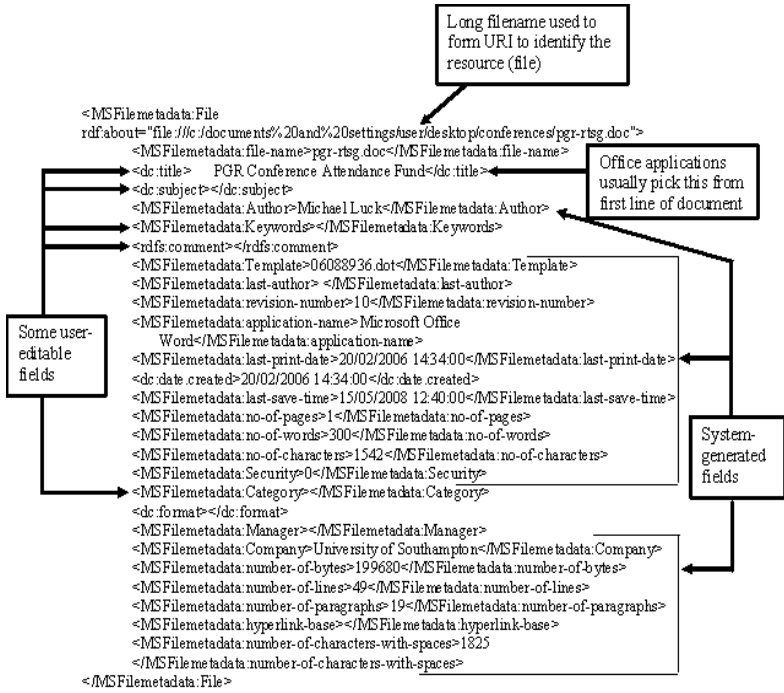 Long filename used to
form URI to identify the
resource (file)
<MSFilemetadata:File
rdf:about="file:///c:/documents%20and%20settings/user/desktop/conferences/pgr-rtsg.doc">
<MSFilemetadata:file-name>pgr-rtsg.doc</MSFilemetadata:file-name>
<dc:title> PGR Conference Attendance Fund</dc:title>
<dc:subject></dc:subject>
<MSFilemetadata:Author>Michael Luck</MSFilemetadata:Author>
<MSFilemetadata:Keywords></MSFilemetadata:Keywords>
<rdfs:comment></rdfs:comment>
<MSFilemetadata:Template>06088936.dot</MSFilemetadata:Template>
<MSFilemetadata:last-author> </MSFilemetadata:last-author>
<MSFilemetadata:revision-number>10</MSFilemetadata:revision-number>
<MSFilemetadata:application-name>Microsoft Office
Word</MSFilemetadata:application-name>
<MSFilemetadata:last-print-date>20/02/2006 14:34:00</MSFilemetadata:last-print-date>
<dc:date.created>20/02/2006 14:34:00</dc:date.created>
<MSFilemetadata:last-save-time>15/05/2008 12:40:00</MSFilemetadata:last-save-time>
<MSFilemetadata:no-of-pages>1</MSFilemetadata:no-of-pages>
<MSFilemetadata:no-of-words>300</MSFilemetadata:no-of-words>
<MSFilemetadata:no-of-characters>1542</MSFilemetadata:no-of-characters>
<MSFilemetadata:Security>0</MSFilemetadata:Security>
<MSFilemetadata:Category></MSFilemetadata:Category>
<dc:format></dc:format>
<MSFilemetadata:Manager></MSFilemetadata:Manager>
<MSFilemetadata:Company>University of Southampton</MSFilemetadata:Company>
<MSFilemetadata:number-of-bytes>199680</MSFilemetadata:number-of-bytes>
<MSFilemetadata:number-of-lines>49</MSFilemetadata:number-of-lines>
<MSFilemetadata:number-of-paragraphs>19</MSFilemetadata:number-of-paragraphs>
<MSFilemetadata:hyperlink-base></MSFilemetadata:hyperlink-base>
<MSFilemetadata:number-of-characters-with-spaces>1825
</MSFilemetadata:number-of-characters-with-spaces>
</MSFilemetadata:File>
Office applications
usually pick this from
first line of document
Some user-
editable
fields
System-
generated
fields